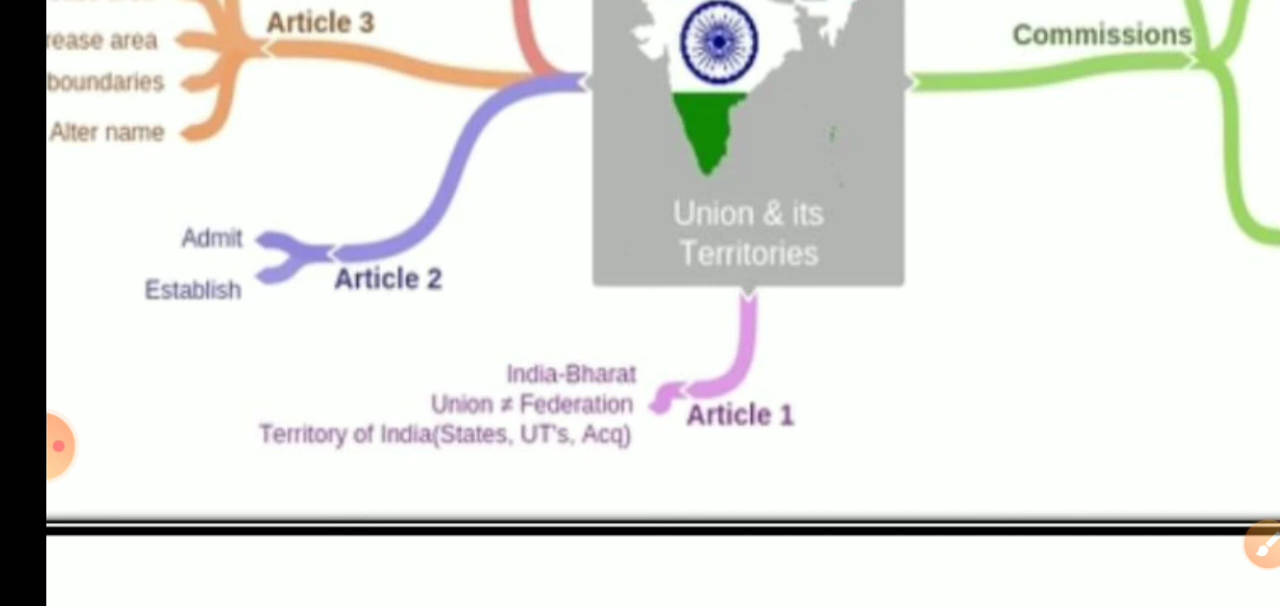 Article 3
rease area
boundaries
Alter name
Commissions
Union & its
Territories
Admit
Establish
Article 2
India-Bharat
Union ≠ Federation
Territory of India(States, UT's, Acq)
Article 1